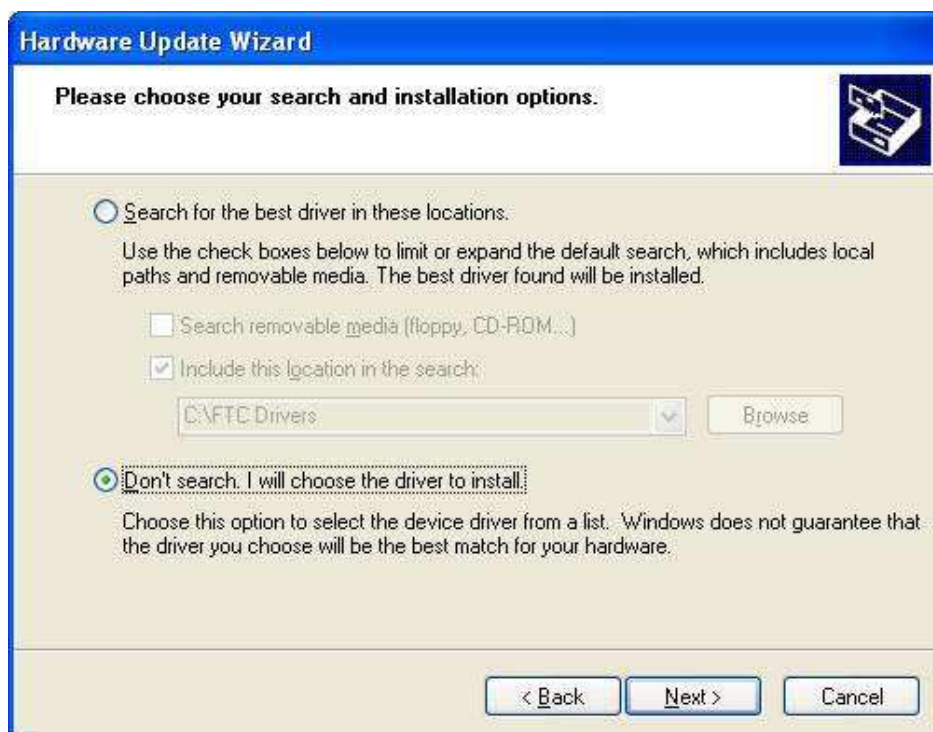 Hardware Update Wizard
Please choose your search and installation options.
Search for the best driver in these locations.
Use the check boxes below to limit or expand the default search, which includes local
paths and removable media. The best driver found will be installed.
Search removable media (floppy, CD-ROM...)
Include this location in the search:
C:\FTC Drivers
Browse
Don't search. I will choose the driver to install.
Choose this option to select the device driver from a list. Windows does not guarantee that
the driver you choose will be the best match for your hardware.
< Back Next > Cancel